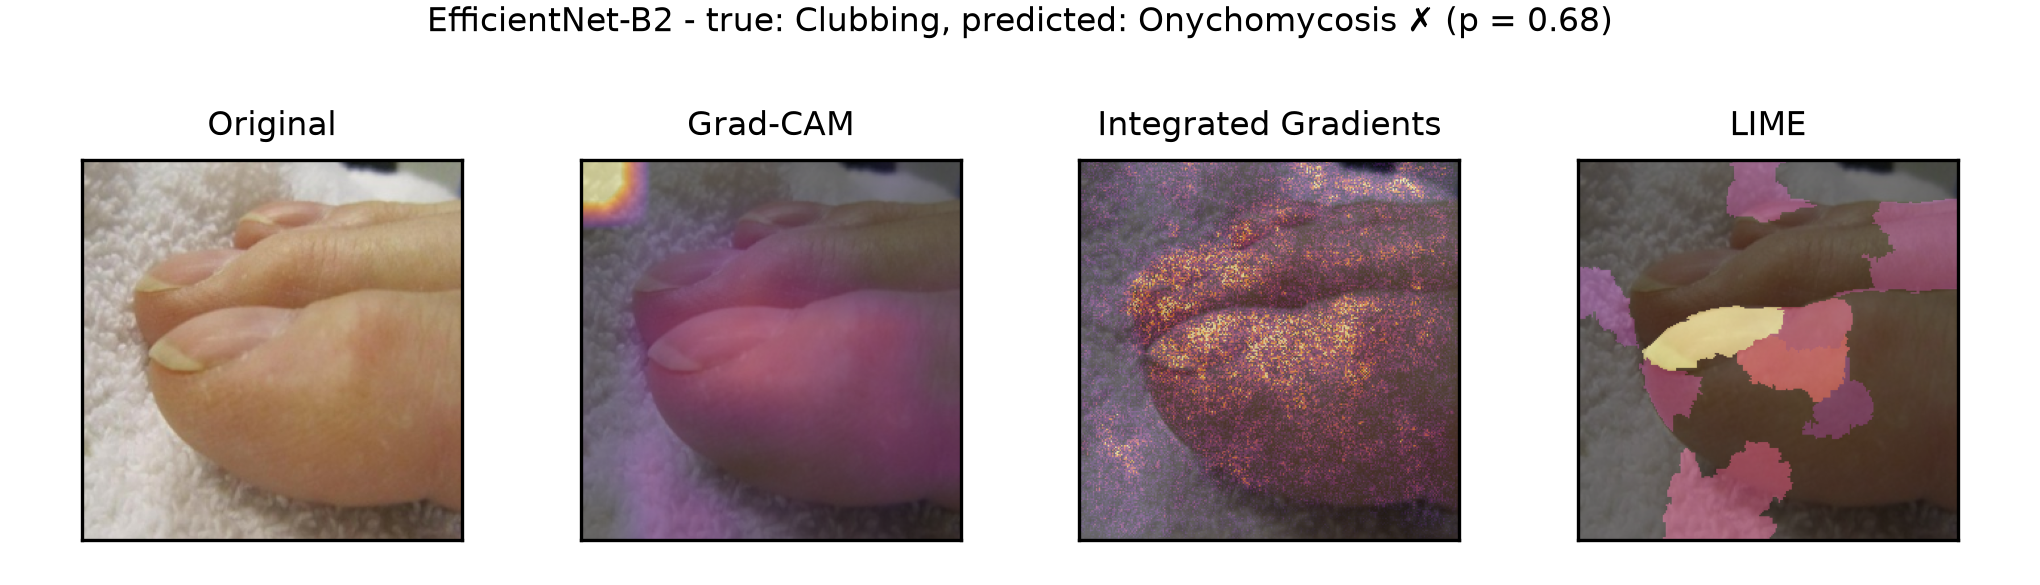 EfficientNet-B2 - true: Clubbing, predicted: Onychomycosis ✗ (p = 0.68)
Original
Grad-CAM
Integrated Gradients
LIME